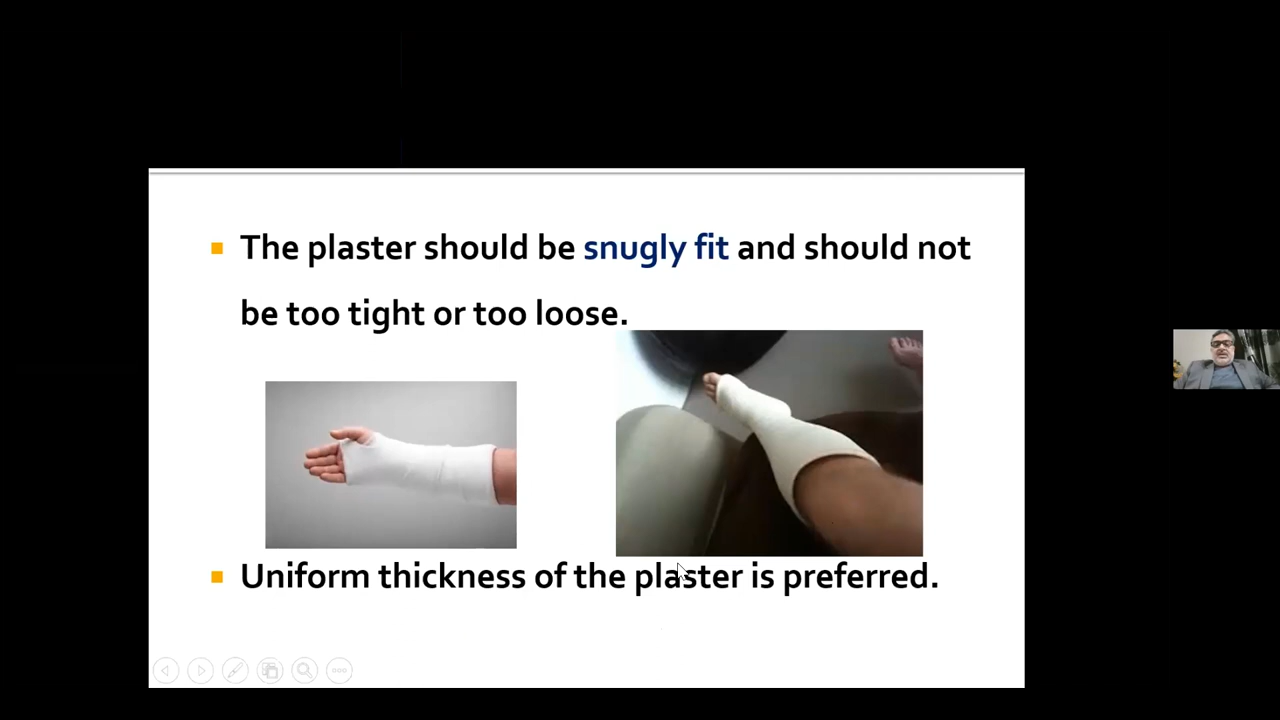 The plaster should be snugly fit and should not
be too tight or too loose.
Uniform thickness of the plaster is preferred.